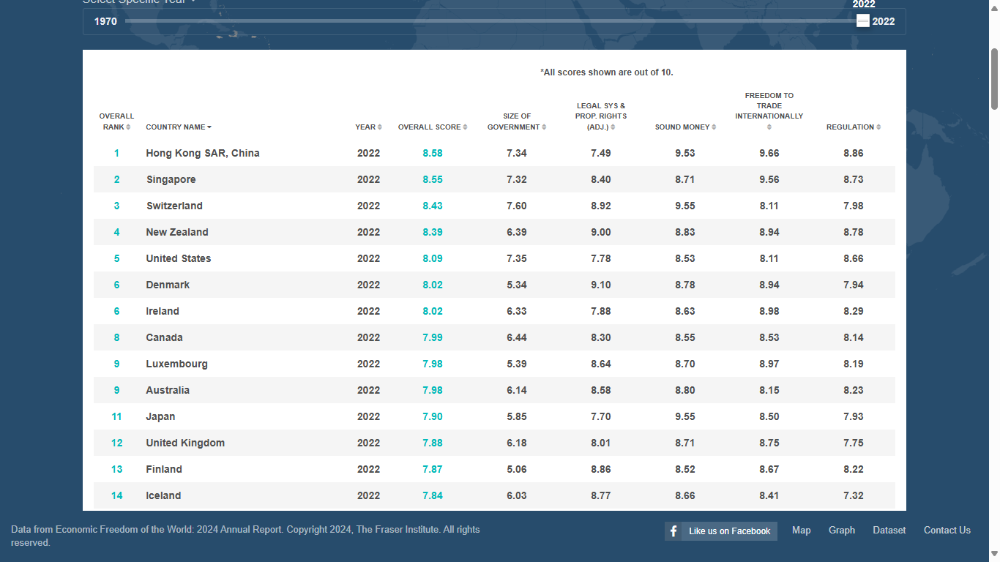 Select Specific Year
2022
1970 2022
*All scores shown are out of 10.
OVERALL RANK COUNTRY NAME YEAR OVERALL SCORE SIZE OF GOVERNMENT LEGAL SYS & PROP. RIGHTS (ADJ.) SOUND MONEY FREEDOM TO TRADE INTERNATIONALLY REGULATION
1 Hong Kong SAR, China 2022 8.58 7.34 7.49 9.53 9.66 8.86
2 Singapore 2022 8.55 7.32 8.40 8.71 9.56 8.73
3 Switzerland 2022 8.43 7.60 8.92 9.55 8.11 7.98
4 New Zealand 2022 8.39 6.39 9.00 8.83 8.94 8.78
5 United States 2022 8.09 7.35 7.78 8.53 8.11 8.66
6 Denmark 2022 8.02 5.34 9.10 8.78 8.94 7.94
6 Ireland 2022 8.02 6.33 7.88 8.63 8.98 8.29
8 Canada 2022 7.99 6.44 8.30 8.55 8.53 8.14
9 Luxembourg 2022 7.98 5.39 8.64 8.70 8.97 8.19
9 Australia 2022 7.98 6.14 8.58 8.80 8.15 8.23
11 Japan 2022 7.90 5.85 7.70 9.55 8.50 7.93
12 United Kingdom 2022 7.88 6.18 8.01 8.71 8.75 7.75
13 Finland 2022 7.87 5.06 8.86 8.52 8.67 8.22
14 Iceland 2022 7.84 6.03 8.77 8.66 8.41 7.32
Data from Economic Freedom of the World: 2024 Annual Report. Copyright 2024, The Fraser Institute. All rights
reserved.
f Like us on Facebook Map Graph Dataset Contact Us